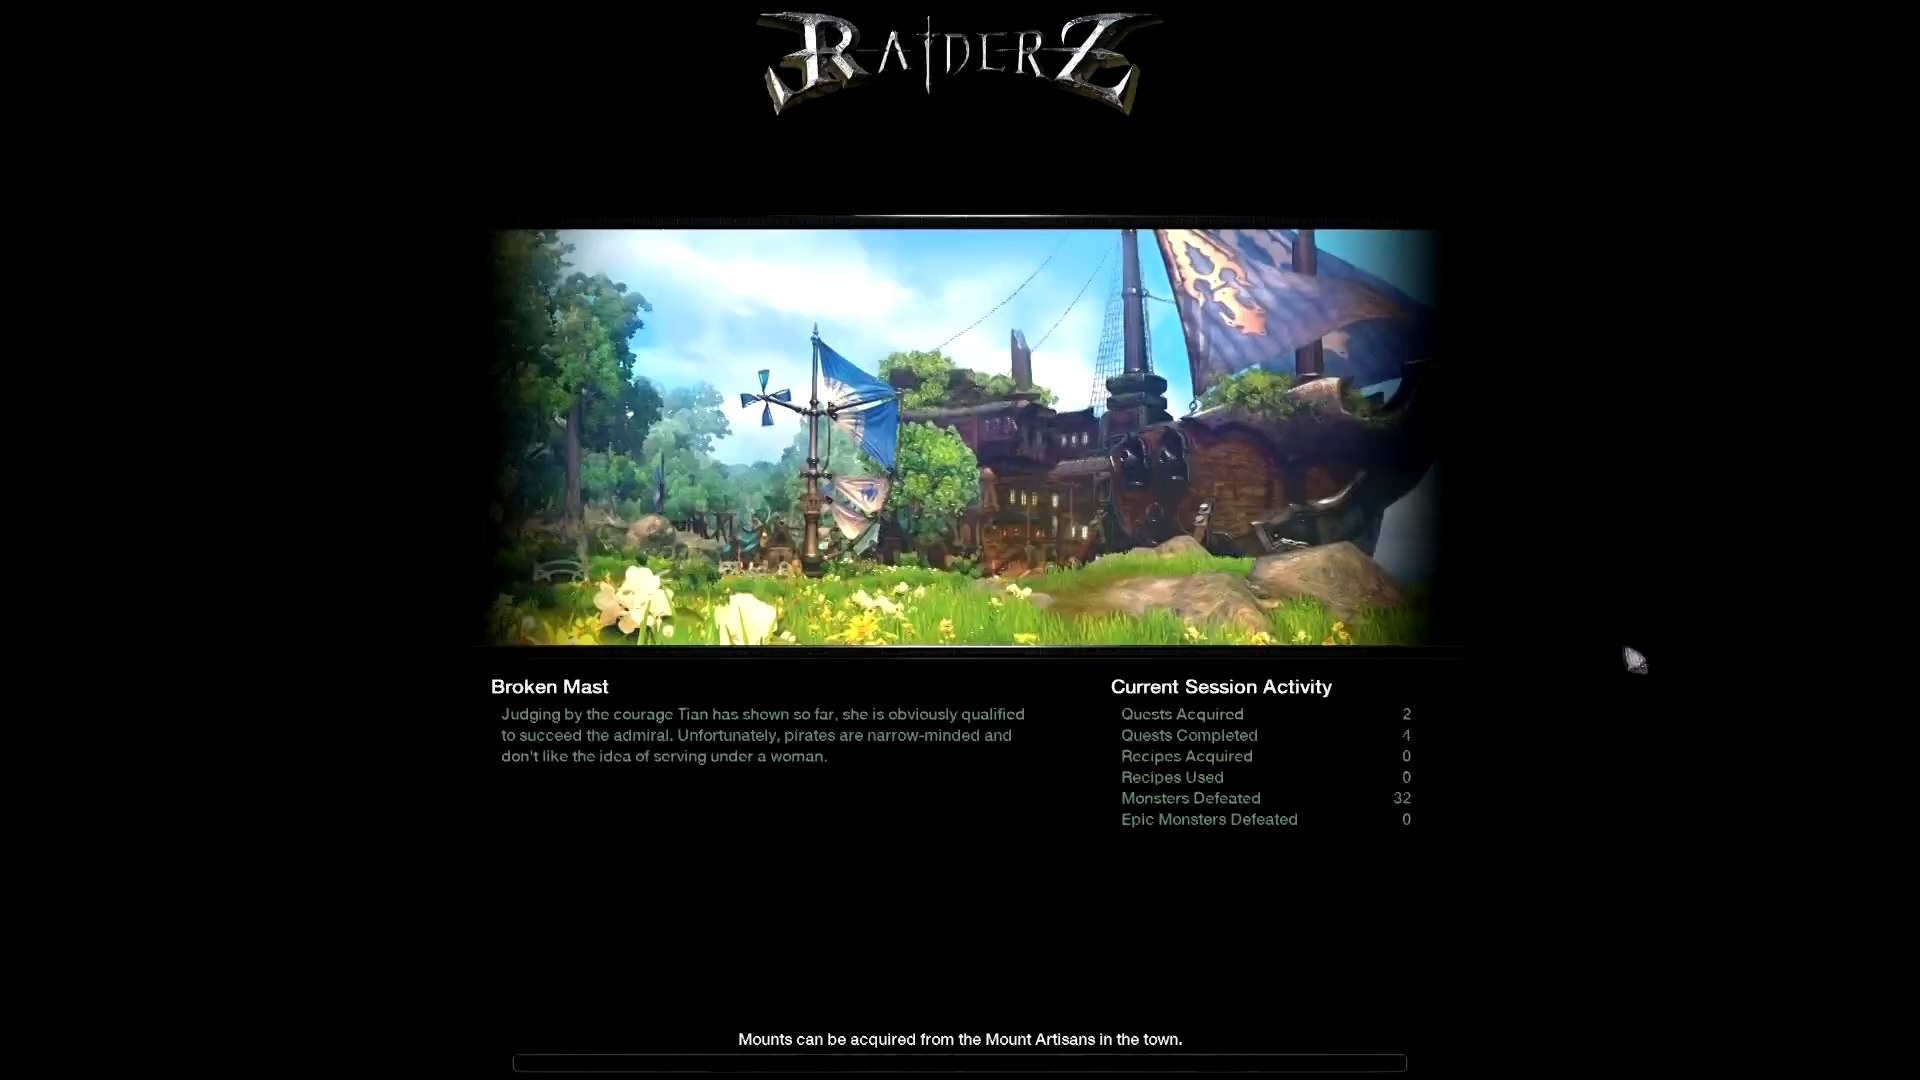 RAIDERZ
Broken Mast
Judging by the courage Tian has shown so far, she is obviously qualified
to succeed the admiral. Unfortunately, pirates are narrow-minded and
don't like the idea of serving under a woman.
Current Session Activity
Quests Acquired 2
Quests Completed 4
Recipes Acquired 0
Recipes Used 0
Monsters Defeated 32
Epic Monsters Defeated 0
Mounts can be acquired from the Mount Artisans in the town.